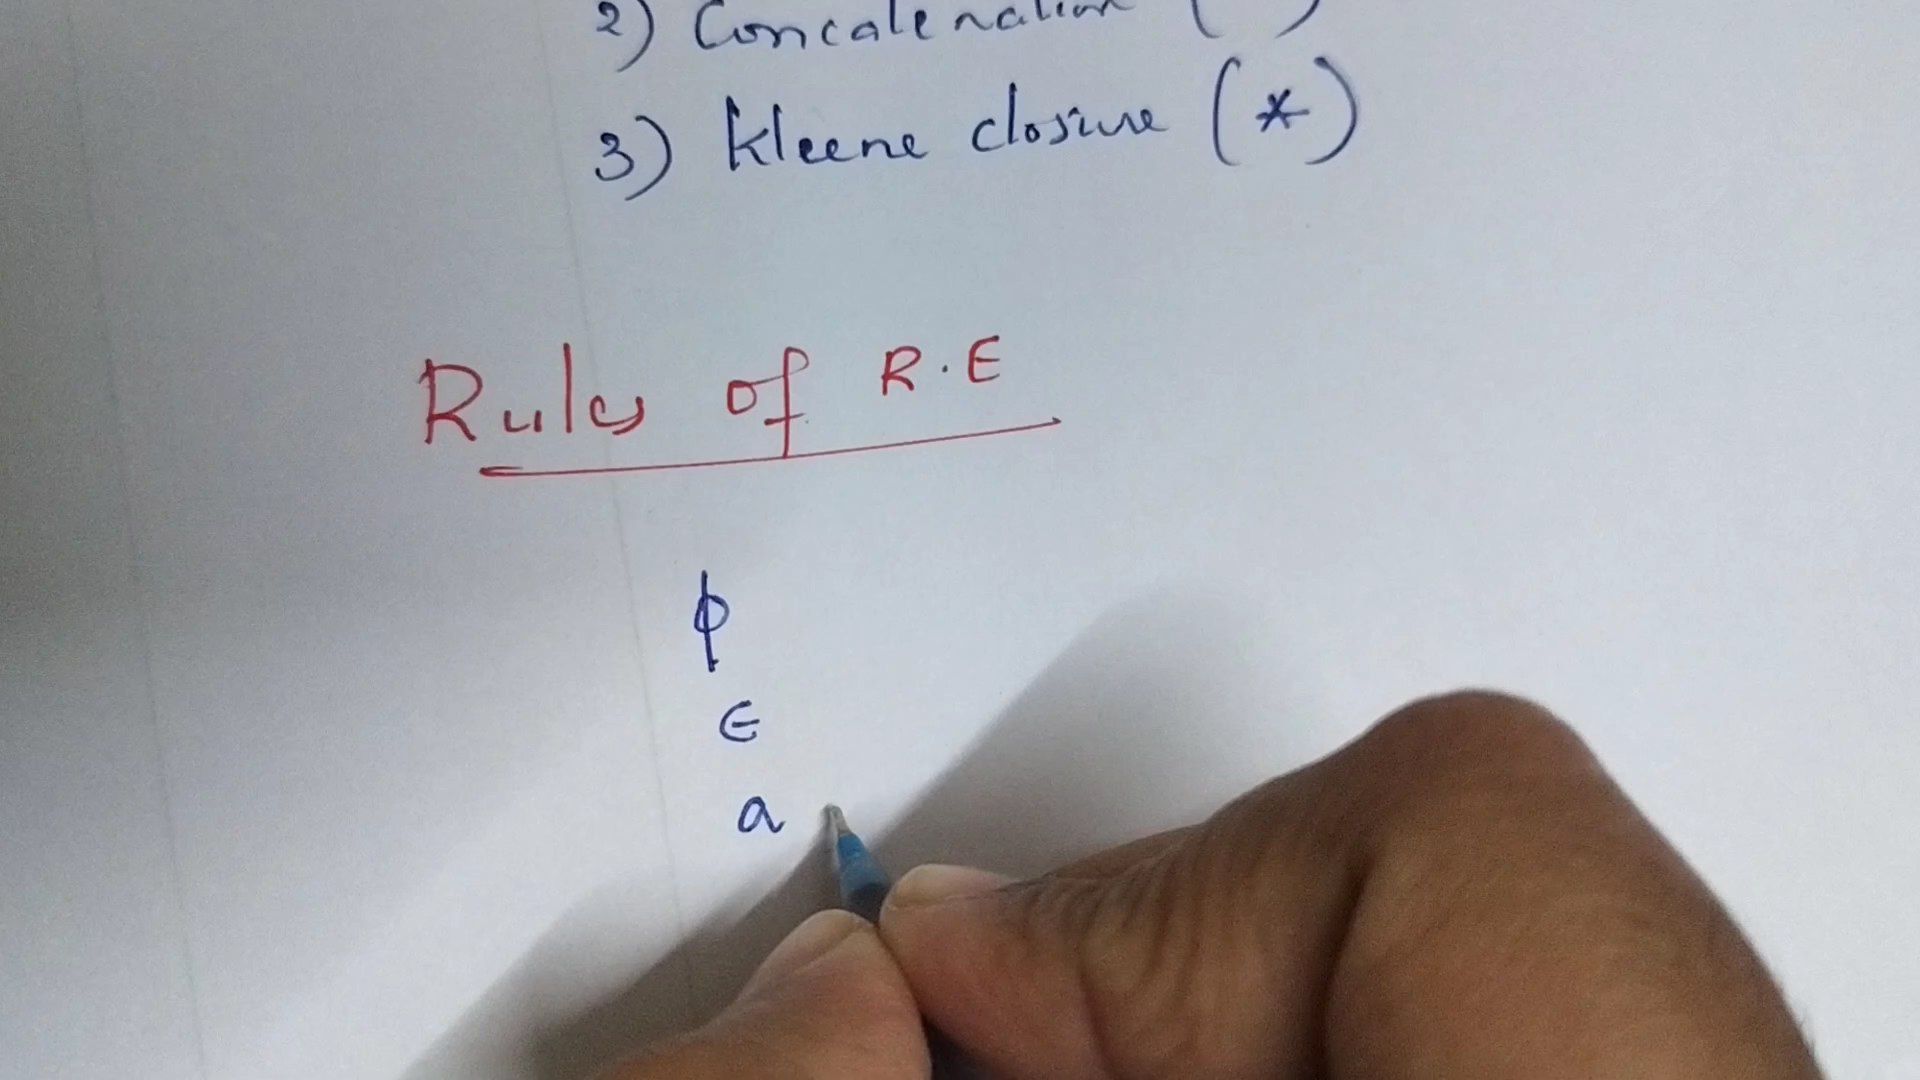 2) Concatenation ( )
3) Kleene closure (*)
Rules of R.E
ϕ
∈
a